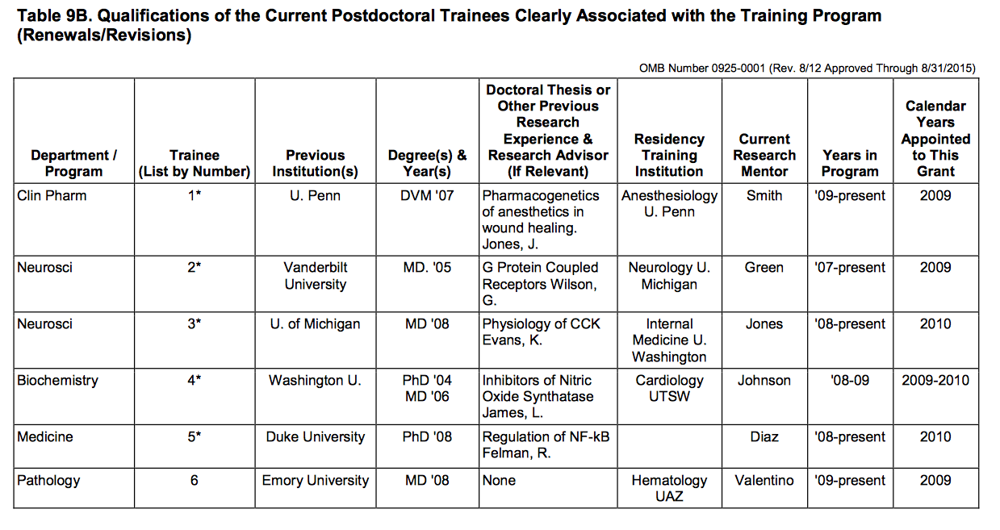 Table 9B. Qualifications of the Current Postdoctoral Trainees Clearly Associated with the Training Program
(Renewals/Revisions)
OMB Number 0925-0001 (Rev. 8/12 Approved Through 8/31/2015)
Department /
Program
Trainee
(List by Number)
Previous
Institution(s)
Degree(s) &
Year(s)
Doctoral Thesis or
Other Previous
Research
Experience &
Research Advisor
(If Relevant)
Residency
Training
Institution
Current
Research
Mentor
Years in
Program
Calendar
Years
Appointed
to This
Grant
Clin Pharm
1*
U. Penn
DVM '07
Pharmacogenetics
of anesthetics in
wound healing.
Jones, J.
Anesthesiology
U. Penn
Smith
'09-present
2009
Neurosci
2*
Vanderbilt
University
MD. '05
G Protein Coupled
Receptors Wilson,
G.
Neurology U.
Michigan
Green
'07-present
2009
Neurosci
3*
U. of Michigan
MD '08
Physiology of CCK
Evans, K.
Internal
Medicine U.
Washington
Jones
'08-present
2010
Biochemistry
4*
Washington U.
PhD '04
MD '06
Inhibitors of Nitric
Oxide Synthatase
James, L.
Cardiology
UTSW
Johnson
'08-09
2009-2010
Medicine
5*
Duke University
PhD '08
Regulation of NF-kB
Felman, R.
Diaz
'08-present
2010
Pathology
6
Emory University
MD '08
None
Hematology
UAZ
Valentino
'09-present
2009